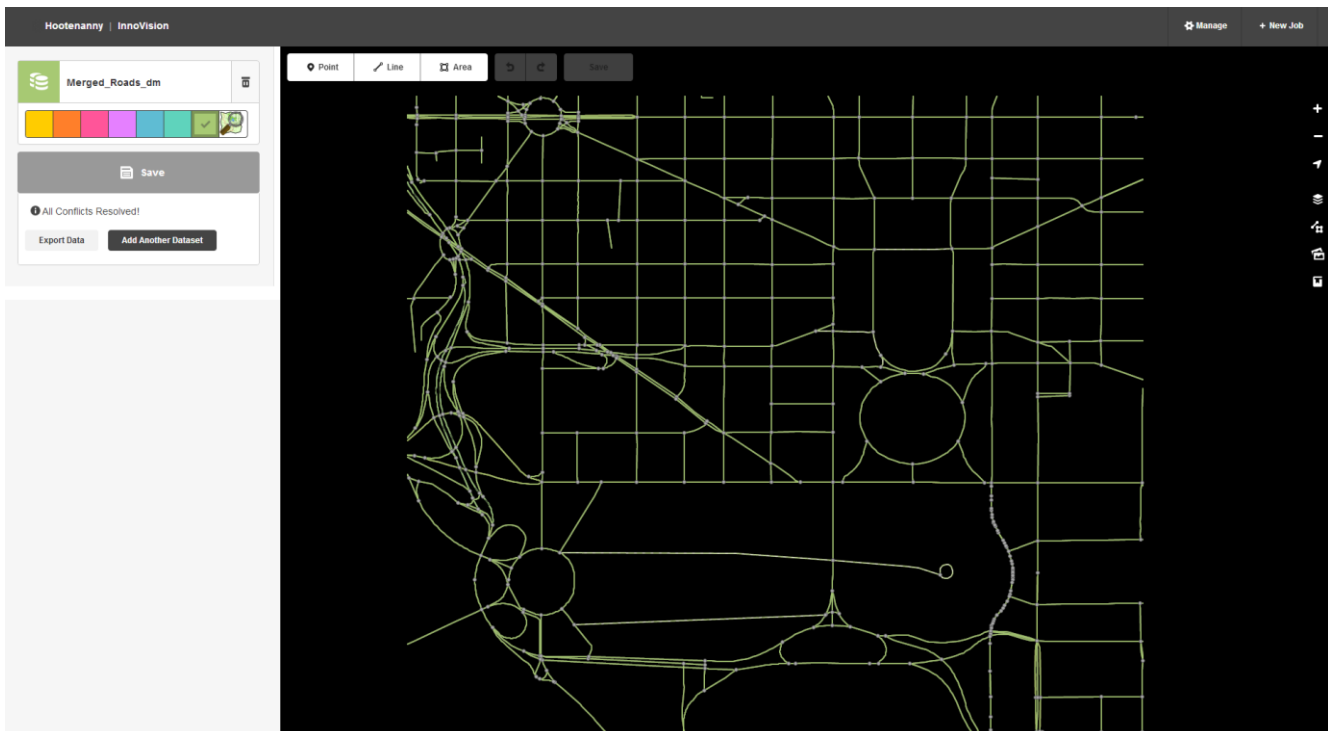 Hootenanny | InnoVision
Manage
+ New Job
Merged_Roads_dm
Point
Line
Area
Save
Save
All Conflicts Resolved!
Export Data
Add Another Dataset